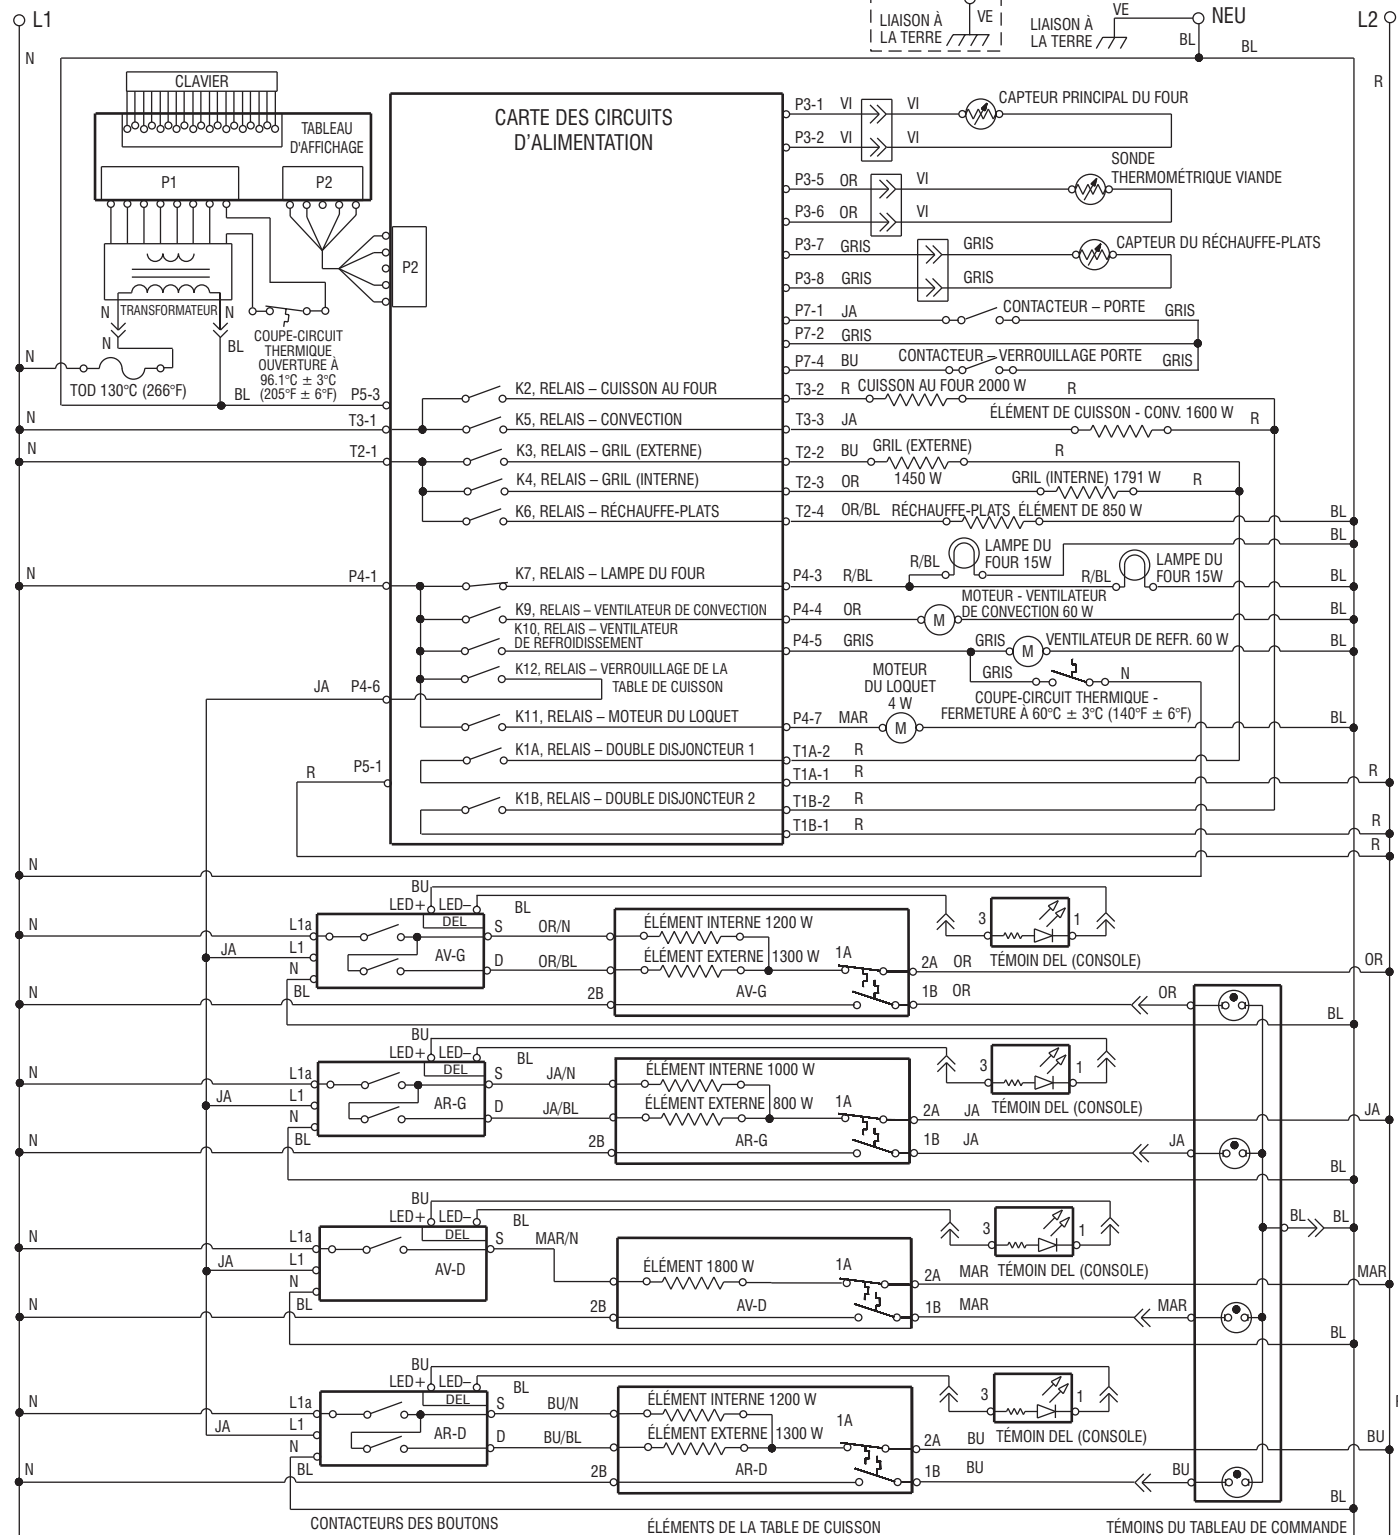 L1
LIAISON À
LA TERRE
VE
LIAISON À
LA TERRE
VE
NEU
L2
BL
BL
N
R
CLAVIER
TABLEAU
D'AFFICHAGE
P1
P2
P2
TRANSFORMATEUR
N
N
N
BL
N
TOD 130°C (266°F)
COUPE-CIRCUIT
THERMIQUE
OUVERTURE À
96.1°C ± 3°C
(205°F ± 6°F)
BL
CARTE DES CIRCUITS
D'ALIMENTATION
P3-1 VI VI CAPTEUR PRINCIPAL DU FOUR
P3-2 VI VI
SONDE
THERMOMÉTRIQUE VIANDE
P3-5 OR VI
P3-6 OR VI
P3-7 GRIS GRIS CAPTEUR DU RÉCHAUFFE-PLATS
P3-8 GRIS GRIS
P7-1 JA CONTACTEUR – PORTE GRIS
P7-2 GRIS
P7-4 BU CONTACTEUR – VERROUILLAGE PORTE GRIS
P5-3 K2, RELAIS – CUISSON AU FOUR T3-2 R CUISSON AU FOUR 2000 W R
N T3-1 K5, RELAIS – CONVECTION T3-3 JA ÉLÉMENT DE CUISSON - CONV. 1600 W R
N T2-1 K3, RELAIS – GRIL (EXTERNE) T2-2 BU GRIL (EXTERNE)
1450 W R
K4, RELAIS – GRIL (INTERNE) T2-3 OR GRIL (INTERNE) 1791 W R
K6, RELAIS – RÉCHAUFFE-PLATS T2-4 OR/BL RÉCHAUFFE-PLATS ÉLÉMENT DE 850 W BL
BL
R/BL LAMPE DU
FOUR 15W
R/BL LAMPE DU
FOUR 15W
N P4-1 K7, RELAIS – LAMPE DU FOUR P4-3 R/BL BL
K9, RELAIS – VENTILATEUR DE CONVECTION P4-4 OR M MOTEUR - VENTILATEUR
DE CONVECTION 60 W BL
K10, RELAIS – VENTILATEUR
DE REFROIDISSEMENT P4-5 GRIS GRIS M VENTILATEUR DE REFR. 60 W BL
K12, RELAIS – VERROUILLAGE DE LA
TABLE DE CUISSON
GRIS N
COUPE-CIRCUIT THERMIQUE -
FERMETURE À 60°C ± 3°C (140°F ± 6°F)
JA P4-6
MOTEUR
DU LOQUET
4 W
K11, RELAIS – MOTEUR DU LOQUET P4-7 MAR M BL
K1A, RELAIS – DOUBLE DISJONCTEUR 1 T1A-2 R
R P5-1 T1A-1 R R
K1B, RELAIS – DOUBLE DISJONCTEUR 2 T1B-2 R
T1B-1 R R
R
N
BU
LED+ LED– BL
DEL
N L1a S OR/N ÉLÉMENT INTERNE 1200 W 3 1
JA L1 AV-G D OR/BL ÉLÉMENT EXTERNE 1300 W 1A 2A OR TÉMOIN DEL (CONSOLE) OR
N
BL
N 2B AV-G 1B OR OR
BL
BU
LED+ LED– BL
DEL
N L1a S JA/N ÉLÉMENT INTERNE 1000 W 3 1
JA L1 AR-G D JA/BL ÉLÉMENT EXTERNE 800 W 1A 2A JA TÉMOIN DEL (CONSOLE) JA
N
BL
N 2B AR-G 1B JA JA
BL
BL BL
BU
LED+ LED– BL
DEL
N L1a S MAR/N 3 1
JA L1 AV-D ÉLÉMENT 1800 W 1A 2A MAR TÉMOIN DEL (CONSOLE) MAR
N
BL
N 2B AV-D 1B MAR MAR
BL
BU
LED+ LED– BL
DEL
N L1a S BU/N ÉLÉMENT INTERNE 1200 W 3 1
JA L1 AR-D D BU/BL ÉLÉMENT EXTERNE 1300 W 1A 2A BU TÉMOIN DEL (CONSOLE) BU
N
BL
N 2B AR-D 1B BU BU
BL
CONTACTEURS DES BOUTONS
ÉLÉMENTS DE LA TABLE DE CUISSON
TÉMOINS DU TABLEAU DE COMMANDE